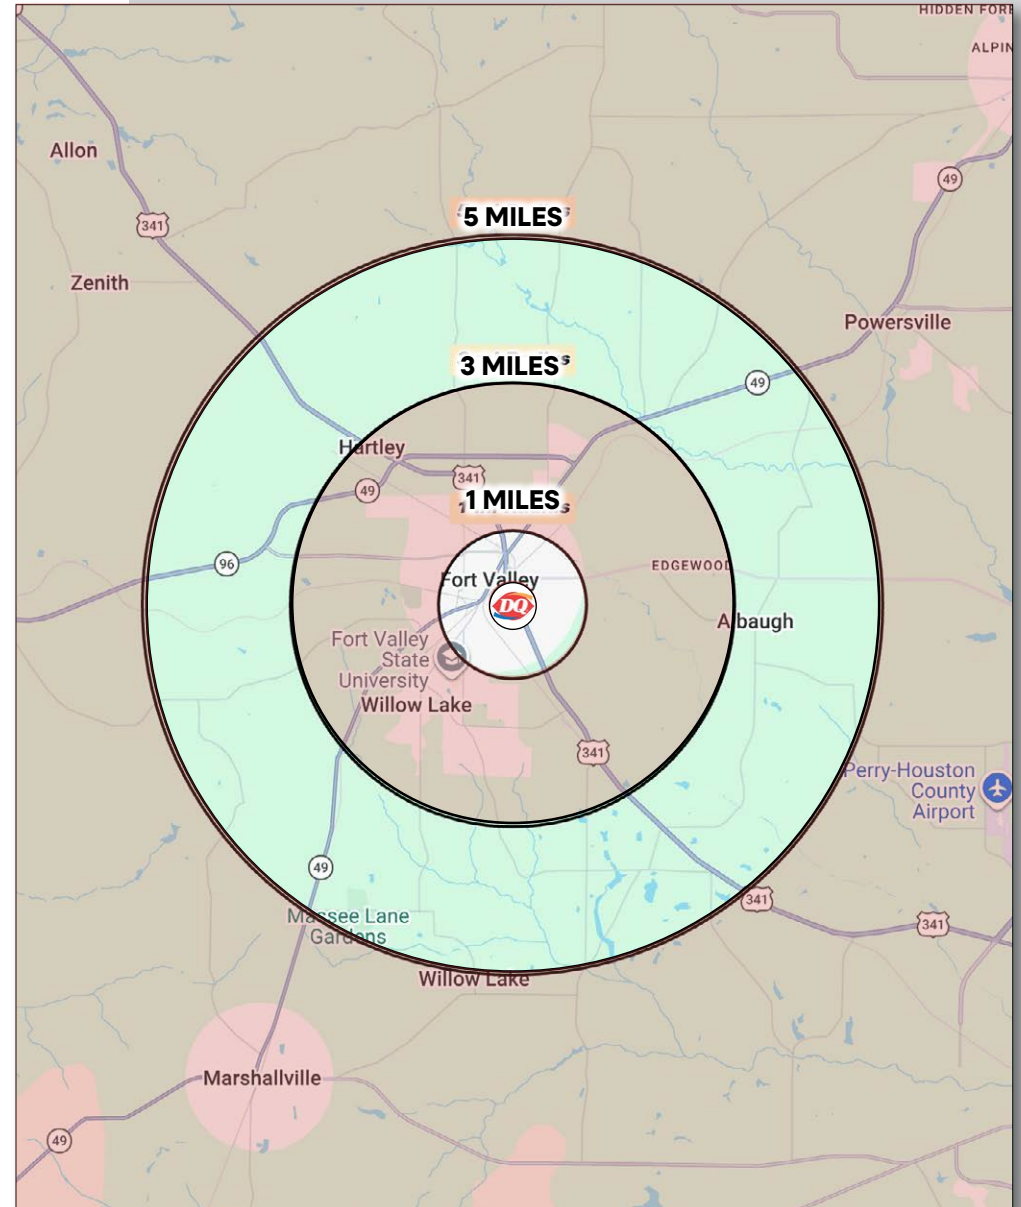 HIDDEN
ALPIN
Allon
49
341
5 MILES
Zenith
Powersville
3 MILES
49
Hartley
341
49
1 MILES
96
EDGEWOOD
Fort Valley
DQ
Albaugh
Fort Valley
State
University
Willow Lake
341
Perry-Houston
County
Airport
49
341
Massee Lane
Gardens
341
Willow Lake
Marshallville
49